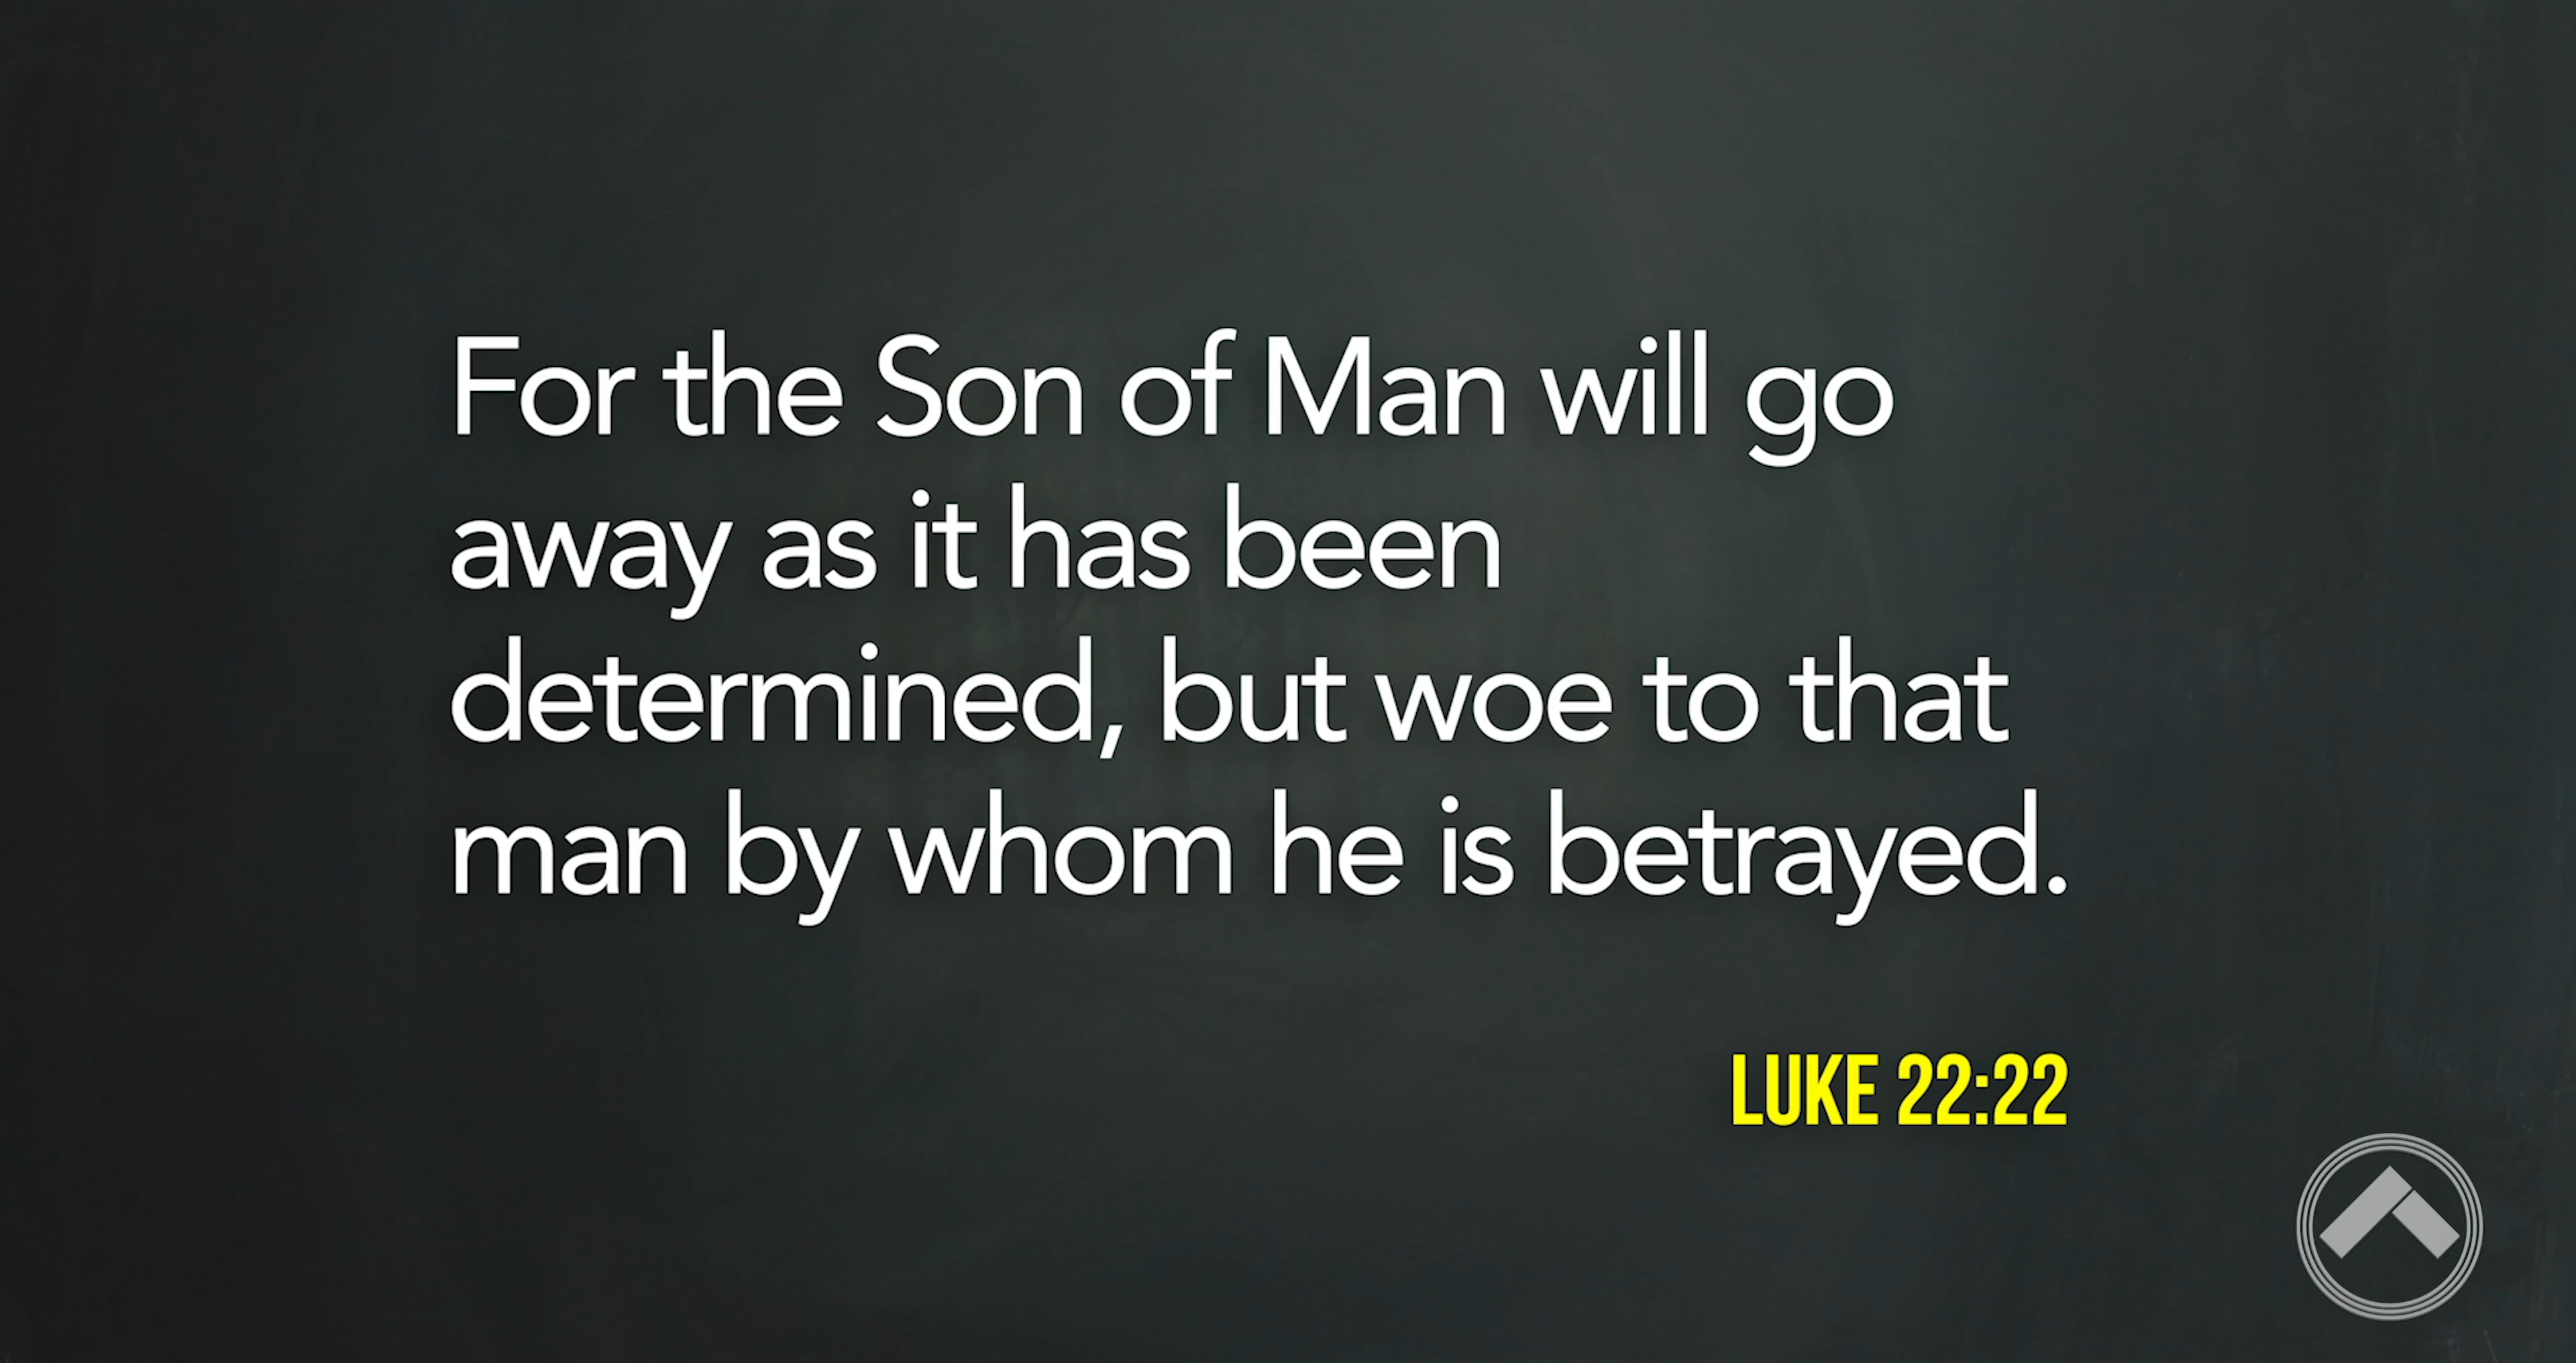 For the Son of Man will go
away as it has been
determined, but woe to that
man by whom he is betrayed.
LUKE 22:22